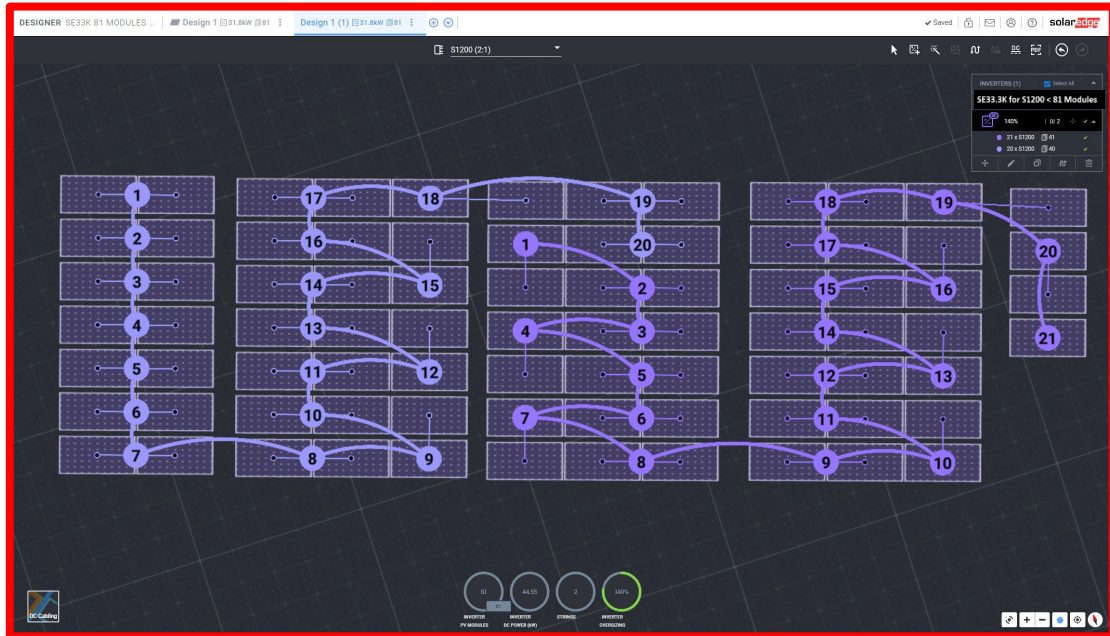 DESIGNER SE33K 81 MODULES ... Design 1 31.8kW 81 Design 1 (1) 31.8kW 81 Saved solaredge
S1200 (2:1) DC PDF
INVERTERS (1) Select All
SE33.3K for S1200 < 81 Modules
140% 2
21 x S1200 41
20 x S1200 40
1 17 18 19 18 19
2 16 1 20 17 20
3 14 15 2 15 16
4 13 4 3 14 21
5 11 12 5 12 13
6 10 7 6 11
7 8 9 8 9 10
81 44.55 2 140%
81
INVERTER PV MODULES INVERTER DC POWER (kW) STRINGS INVERTER OVERSIZING
DC Cabling